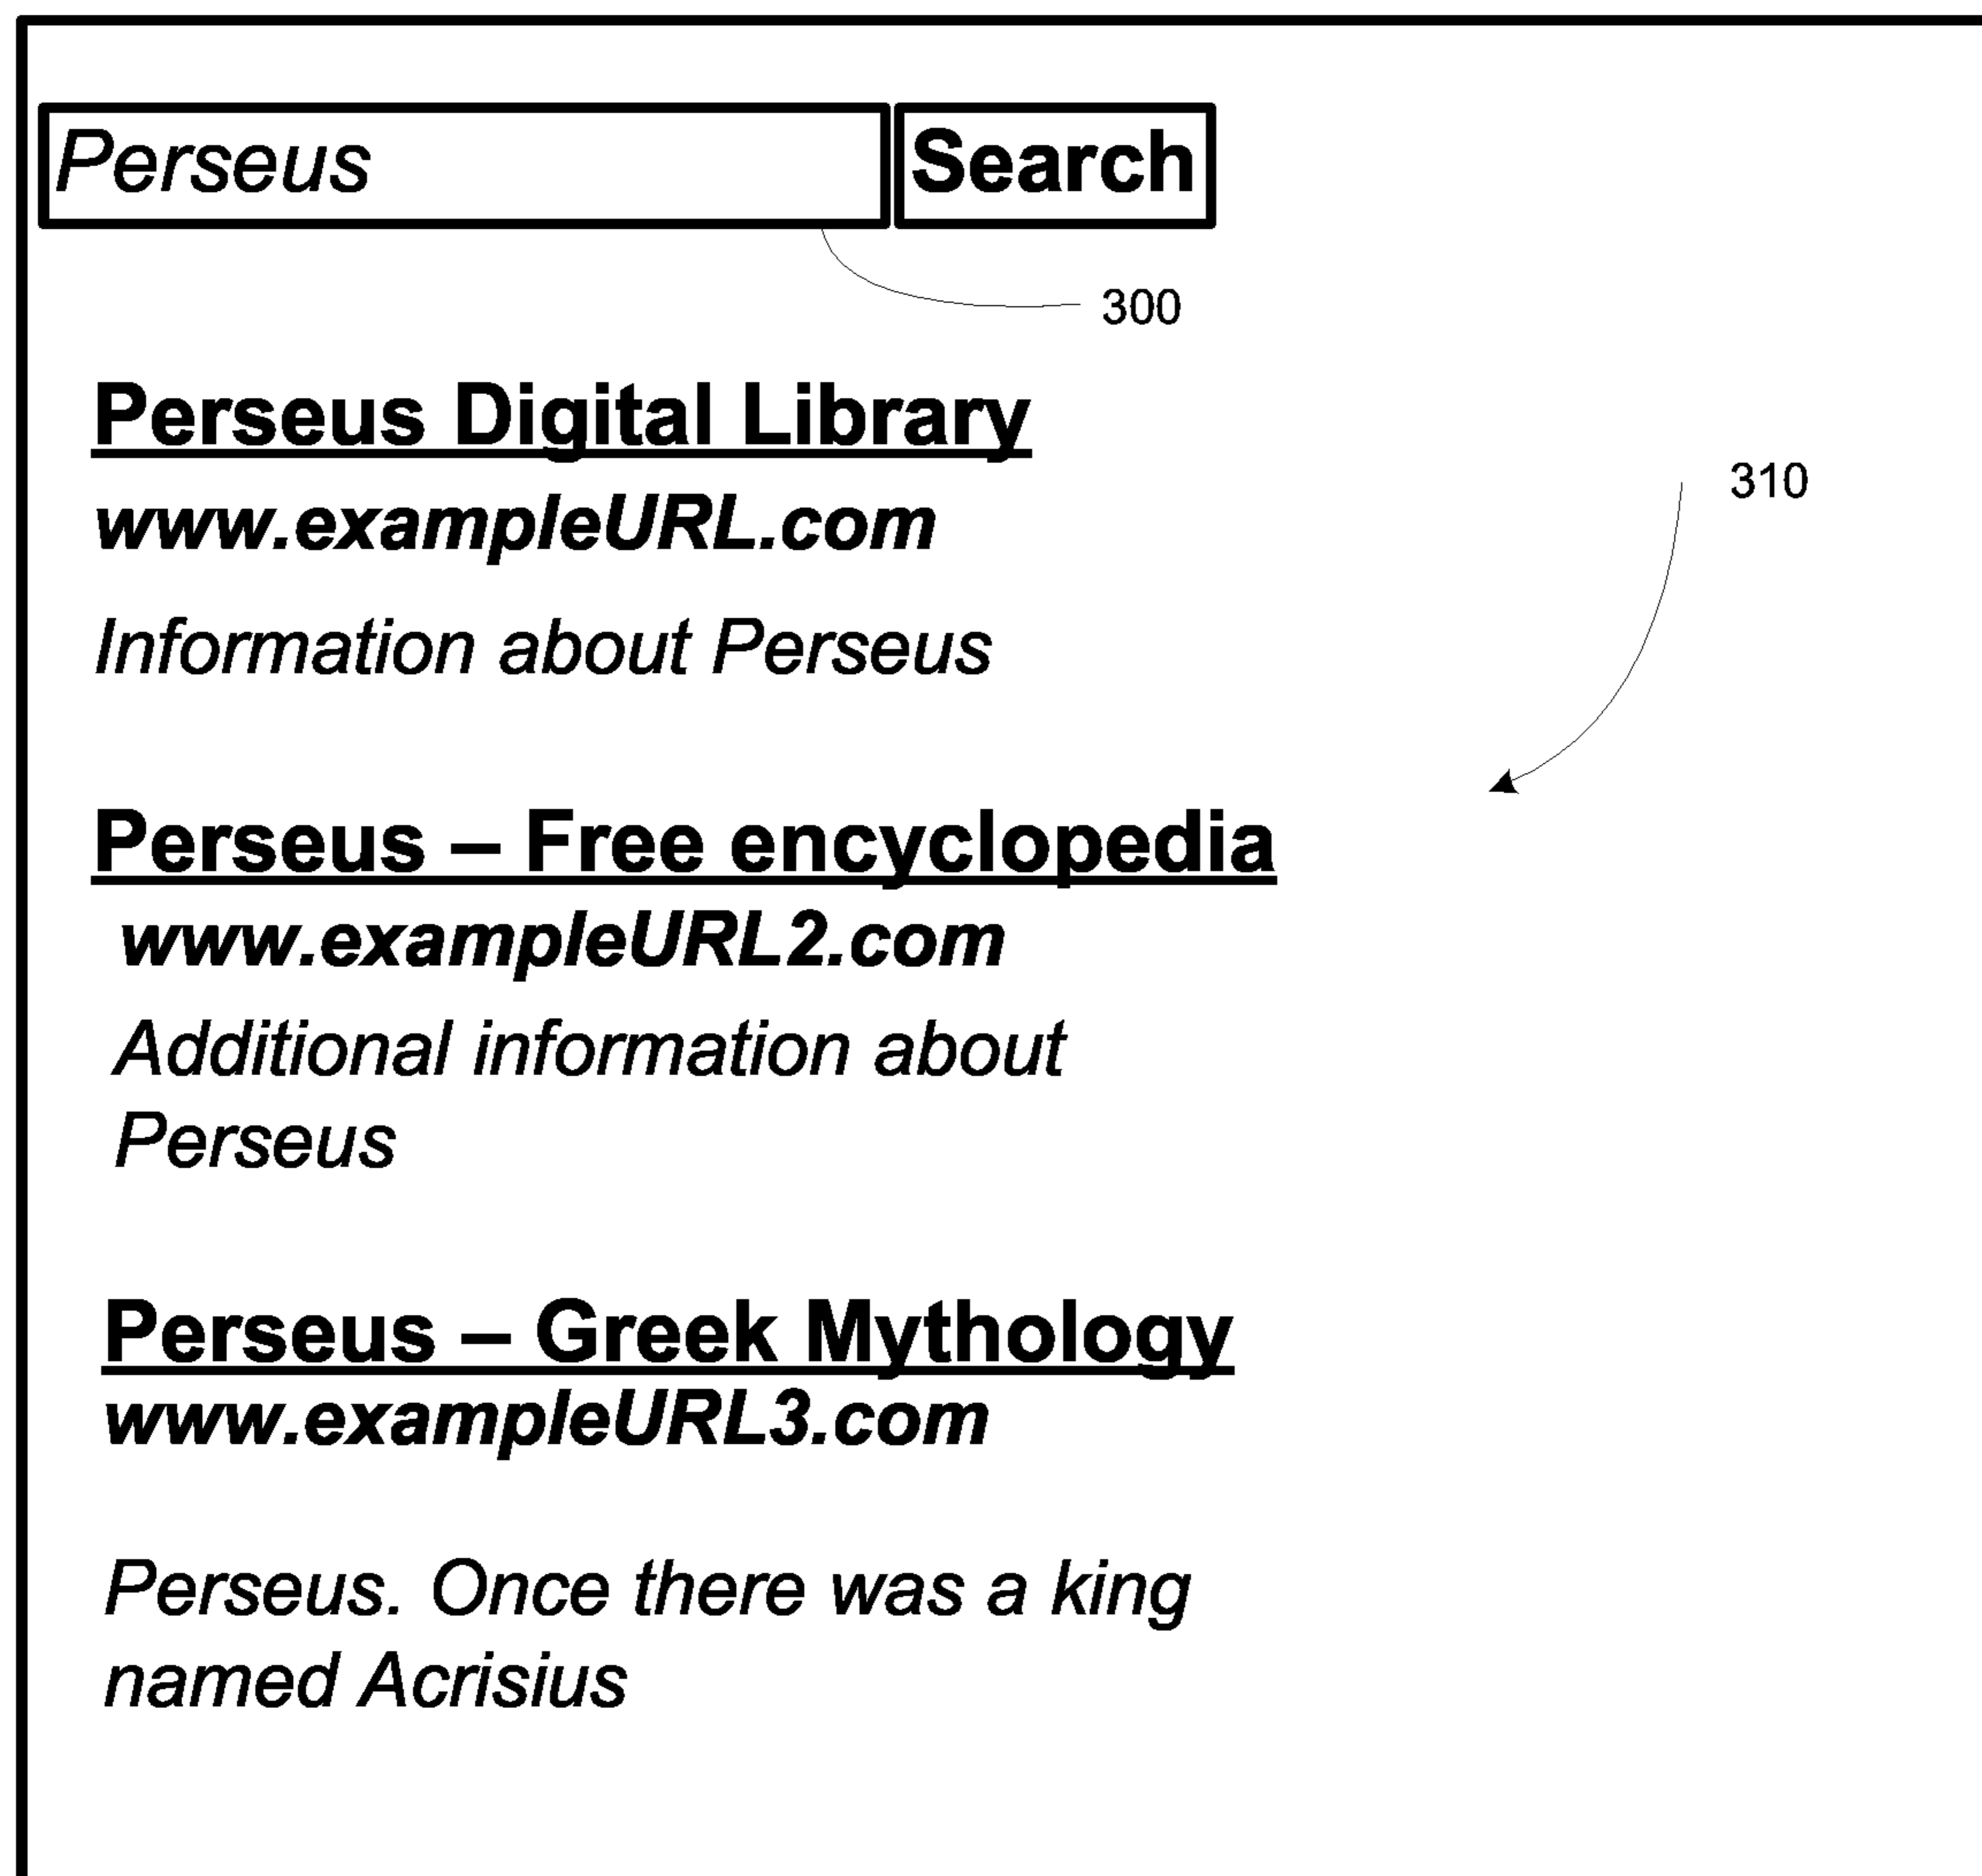 Perseus Search
300
Perseus Digital Library
www.exampleURL.com
310
Information about Perseus
Perseus – Free encyclopedia
www.exampleURL2.com
Additional information about
Perseus
Perseus – Greek Mythology
www.exampleURL3.com
Perseus. Once there was a king
named Acrisius